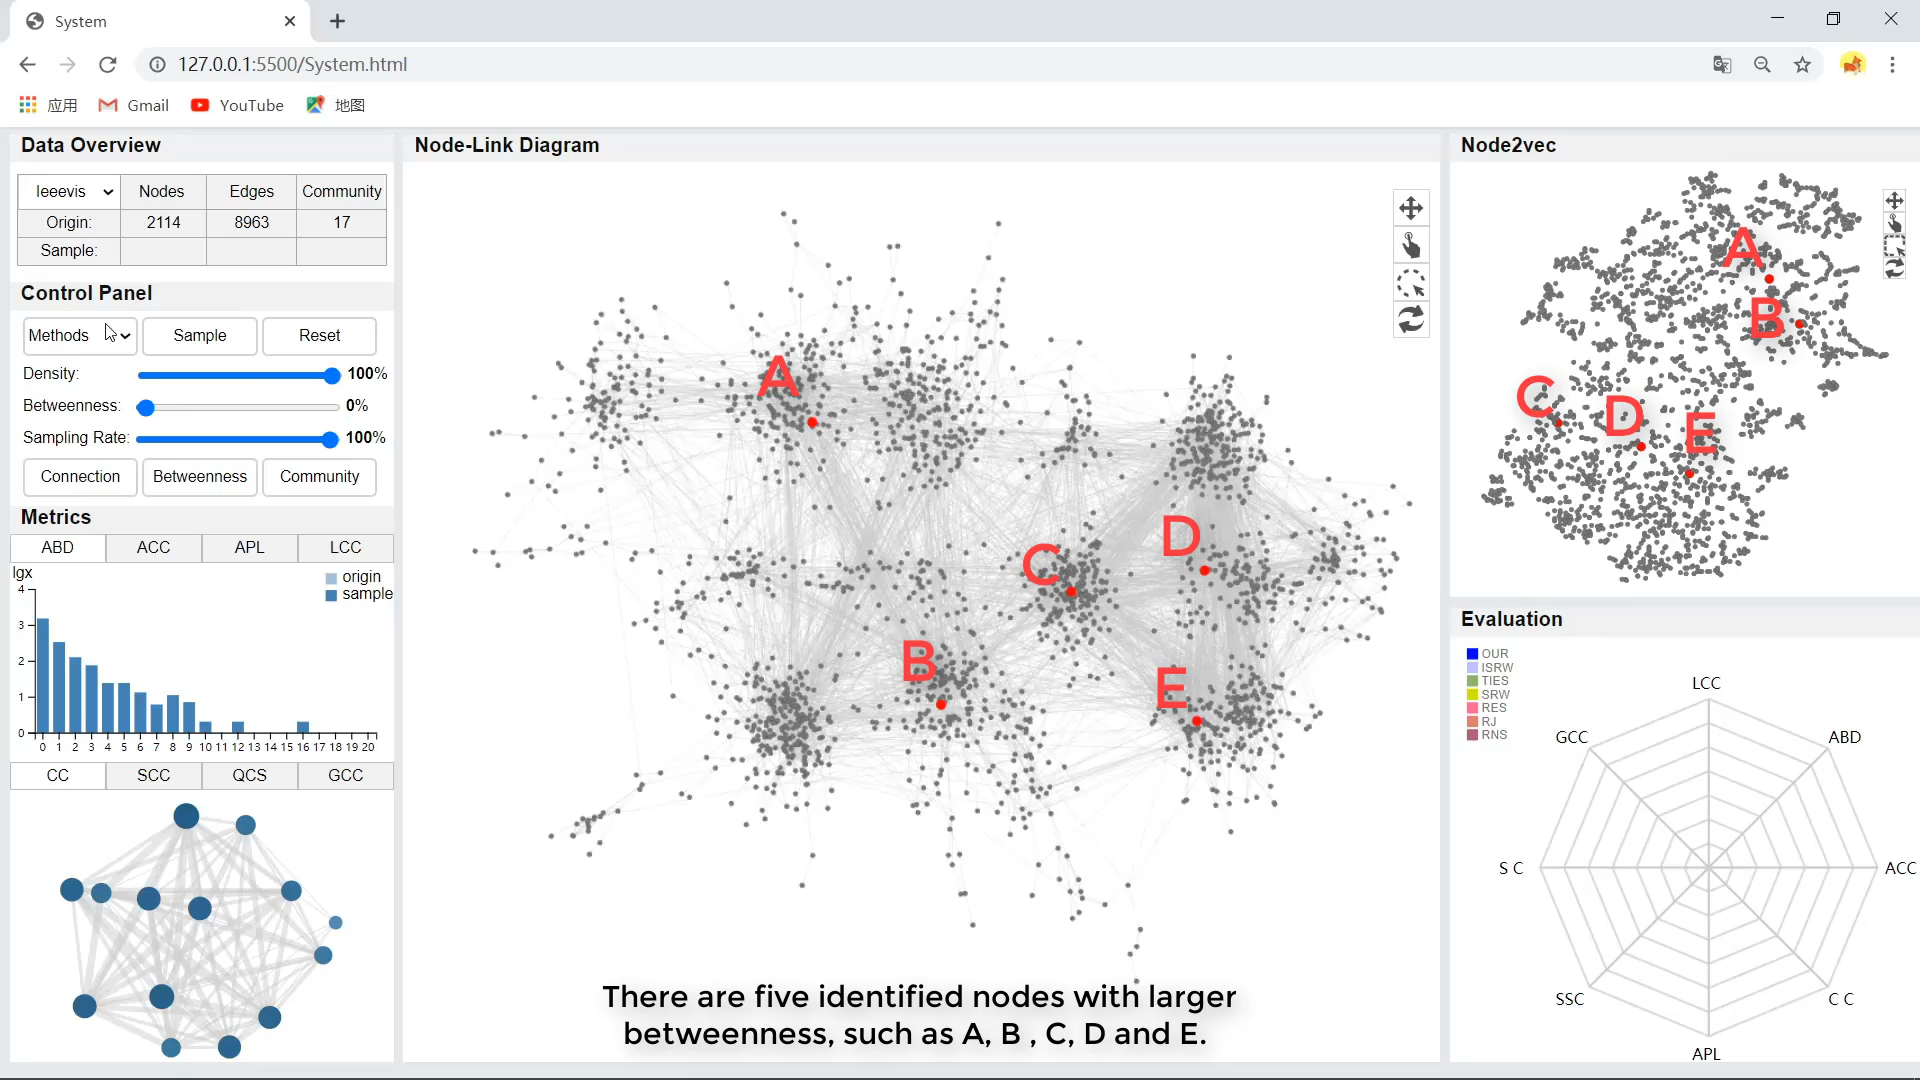 System
127.0.0.1:5500/System.html
应用 Gmail YouTube 地图
Data Overview
Ieeevis Nodes Edges Community
Origin: 2114 8963 17
Sample:
Control Panel
Methods Sample Reset
Density: 100%
Betweenness: 0%
Sampling Rate: 100%
Connection Betweenness Community
Metrics
ABD ACC APL LCC
lgx
origin
sample
4
3
2
1
0
0 1 2 3 4 5 6 7 8 9 10 11 12 13 14 15 16 17 18 19 20
CC SCC QCS GCC
Node-Link Diagram
A
B
C
D
E
There are five identified nodes with larger
betweenness, such as A, B , C, D and E.
Node2vec
A
B
C
D
E
Evaluation
OUR
ISRW
TIES
SRW
RES
RJ
RNS
LCC
GCC
ABD
S C
ACC
SSC
C C
APL